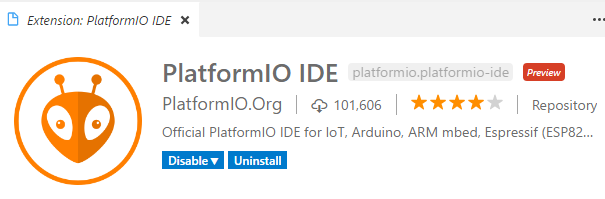 Extension: PlatformIO IDE
PlatformIO IDE platformio.platformio-ide Preview
PlatformIO.Org 101,606 Repository
Official PlatformIO IDE for IoT, Arduino, ARM mbed, Espressif (ESP82...
Disable Uninstall